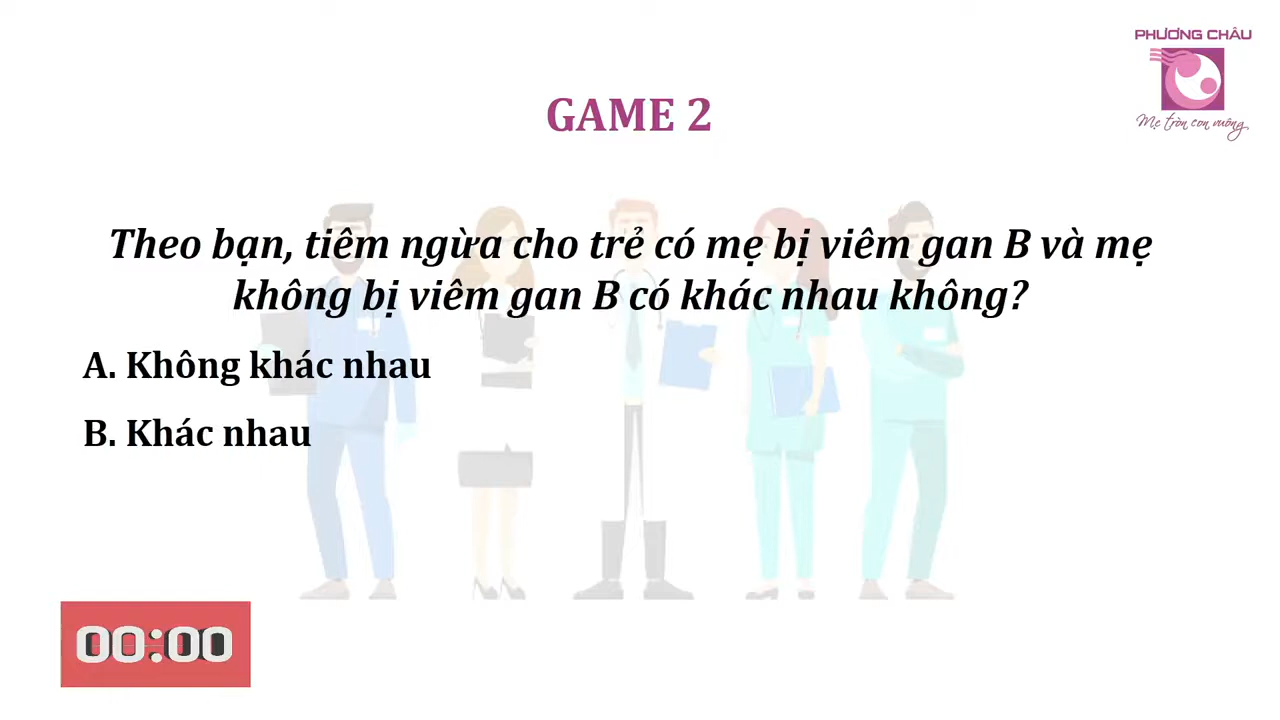 PHƯƠNG CHÂU
Mẹ tròn con vuông
GAME 2
Theo bạn, tiêm ngừa cho trẻ có mẹ bị viêm gan B và mẹ
không bị viêm gan B có khác nhau không?
A. Không khác nhau
B. Khác nhau
00:00